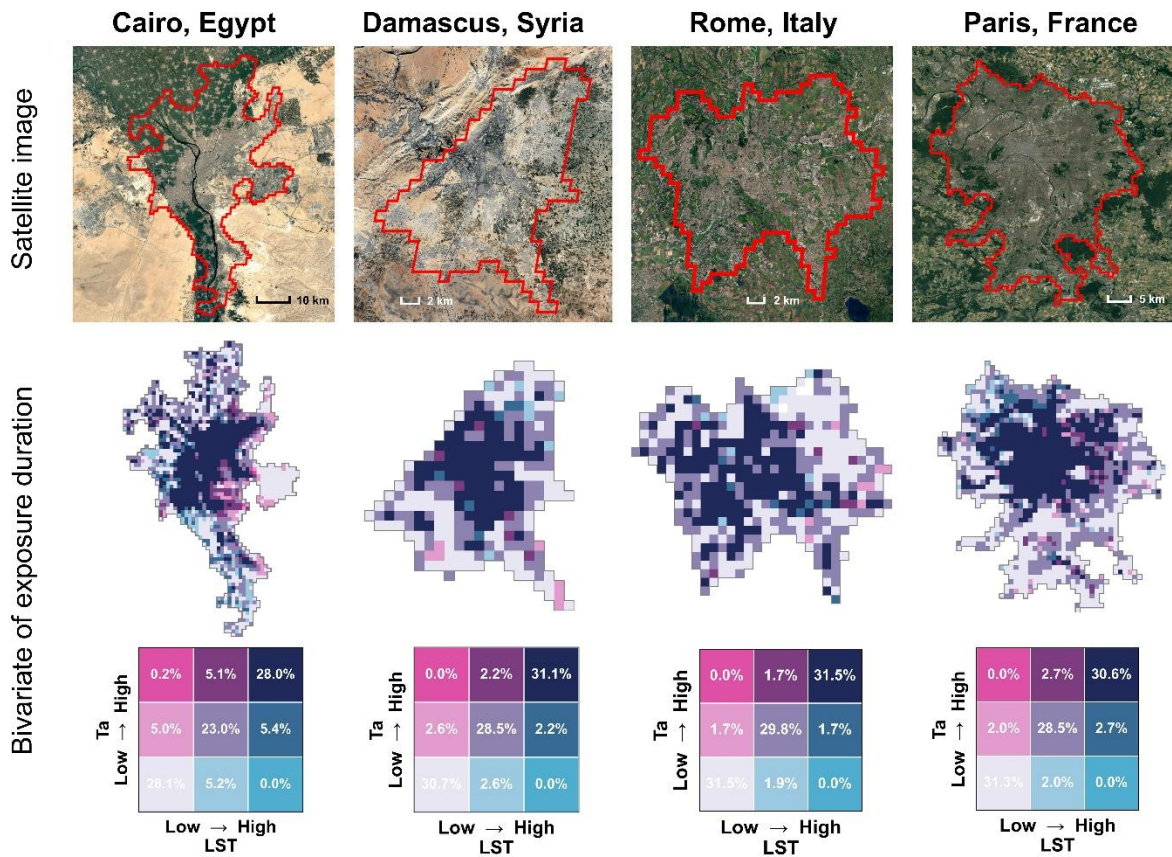 Cairo, Egypt
Damascus, Syria
Rome, Italy
Paris, France
Satellite image
10 km
2 km
2 km
5 km
Bivariate of exposure duration
Ta
Low → High
0.2% 5.1% 28.0%
5.0% 23.0% 5.4%
28.1% 5.2% 0.0%
Low → High
LST
Ta
Low → High
0.0% 2.2% 31.1%
2.6% 28.5% 2.2%
30.7% 2.6% 0.0%
Low → High
LST
Ta
Low → High
0.0% 1.7% 31.5%
1.7% 29.8% 1.7%
31.5% 1.9% 0.0%
Low → High
LST
Ta
Low → High
0.0% 2.7% 30.6%
2.0% 28.5% 2.7%
31.3% 2.0% 0.0%
Low → High
LST